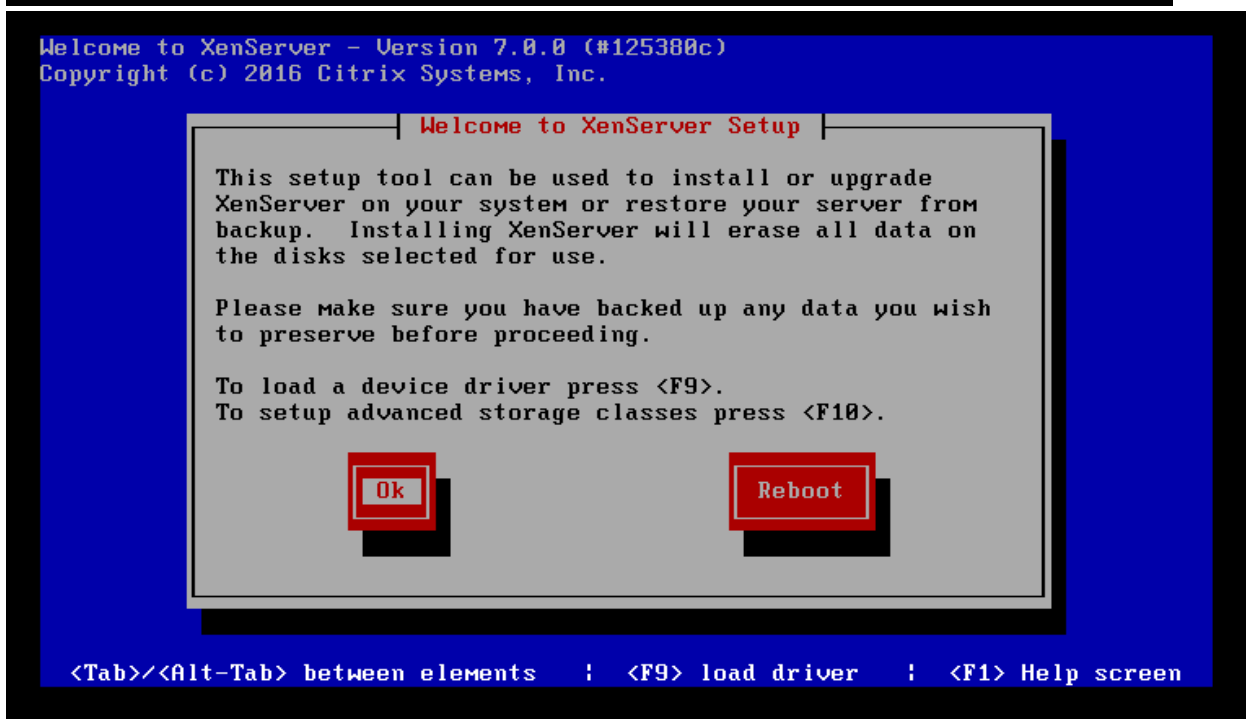 Welcome to XenServer - Version 7.0.0 (#125380c)
Copyright (c) 2016 Citrix Systems, Inc.
Welcome to XenServer Setup
This setup tool can be used to install or upgrade
XenServer on your system or restore your server from
backup.  Installing XenServer will erase all data on
the disks selected for use.
Please make sure you have backed up any data you wish
to preserve before proceeding.
To load a device driver press <F9>.
To setup advanced storage classes press <F10>.
Ok Reboot
<Tab>/<Alt-Tab> between elements | <F9> load driver | <F1> Help screen